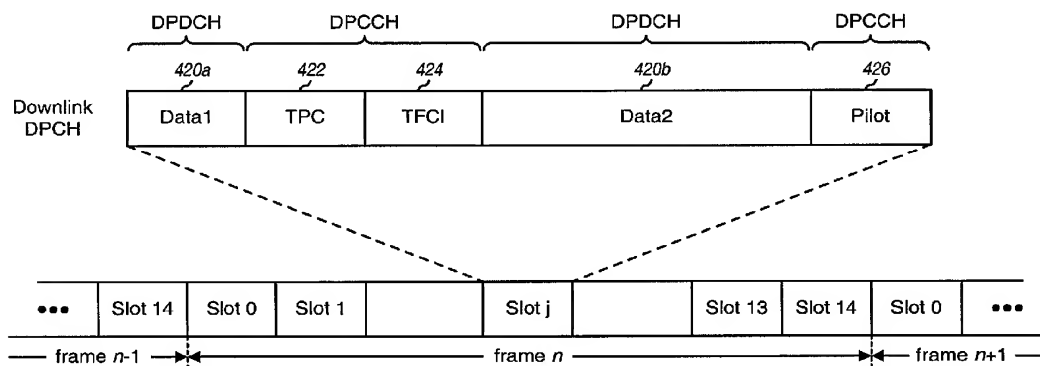 DPDCH DPCCH DPDCH DPCCH
420a 422 424 420b 426
Downlink
DPCH
Data1 TPC TFCI Data2 Pilot
••• Slot 14 Slot 0 Slot 1 Slot j Slot 13 Slot 14 Slot 0 •••
frame n-1 frame n frame n+1